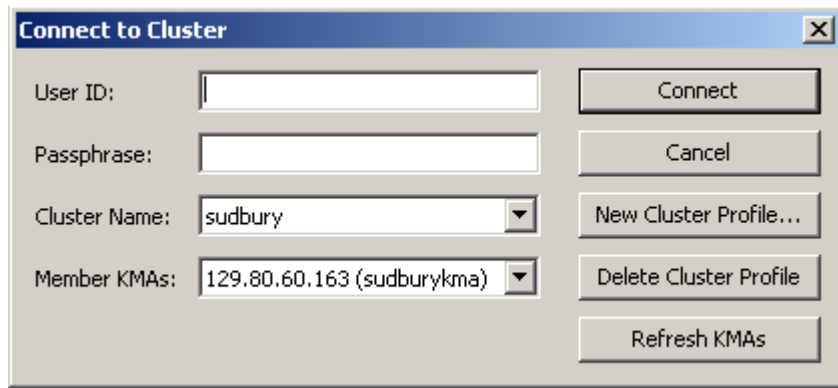 Connect to Cluster
User ID:
Connect
Passphrase:
Cancel
Cluster Name:
sudbury
New Cluster Profile...
Member KMAs:
129.80.60.163 (sudburykma)
Delete Cluster Profile
Refresh KMAs